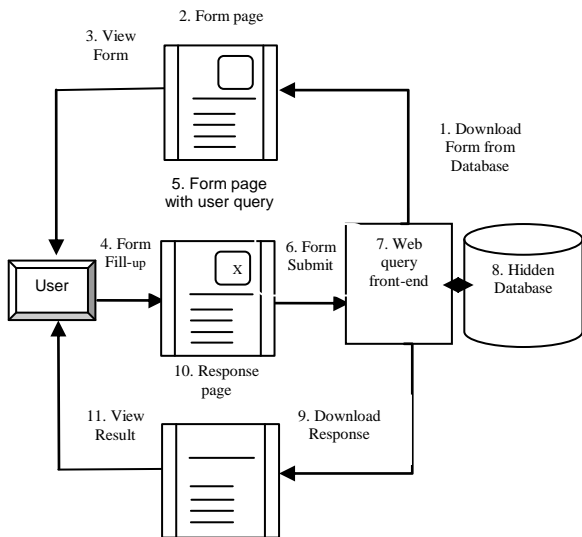 2. Form page
3. View
Form
1. Download
Form from
Database
5. Form page
with user query
4. Form
Fill-up
6. Form
Submit
7. Web
query
front-end
8. Hidden
Database
User
X
10. Response
page
11. View
Result
9. Download
Response